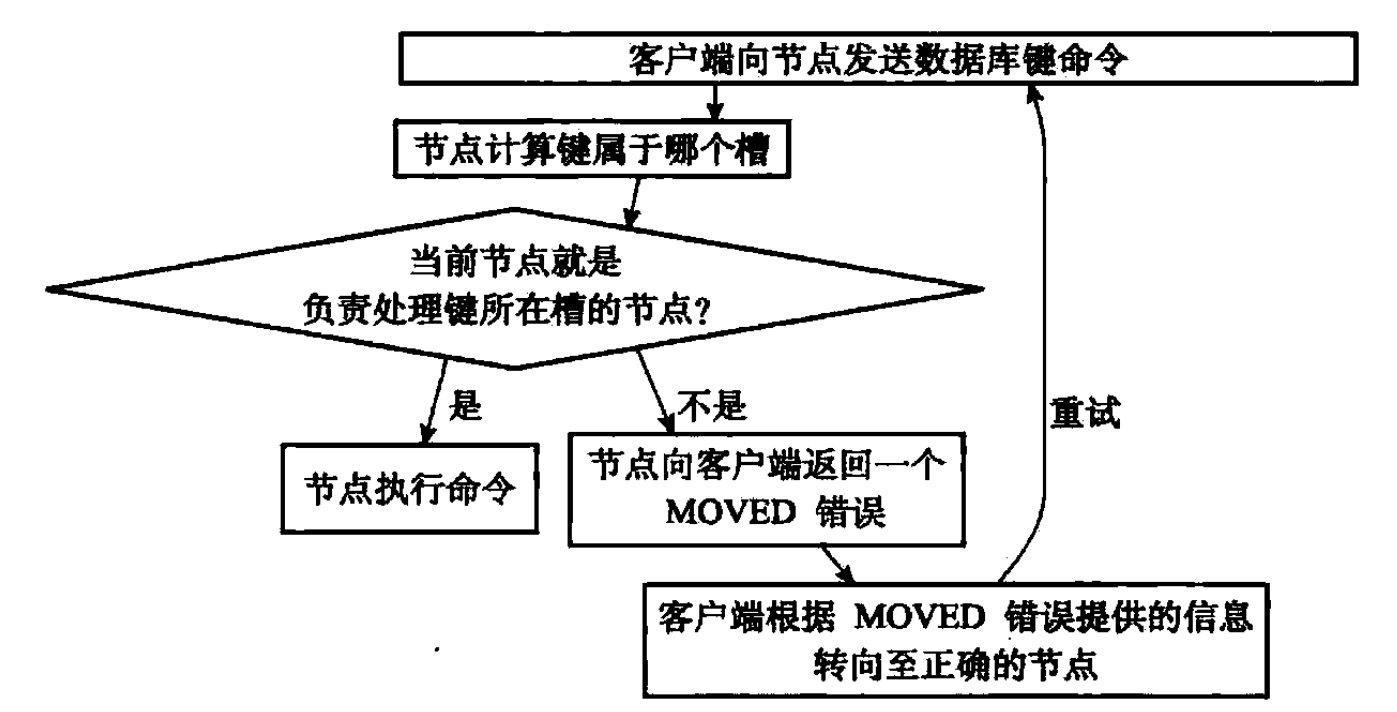 客户端向节点发送数据库键命令
节点计算键属于哪个槽
当前节点就是
负责处理键所在槽的节点?
是
不是
重试
节点执行命令
节点向客户端返回一个
MOVED 错误
客户端根据 MOVED 错误提供的信息
转向至正确的节点